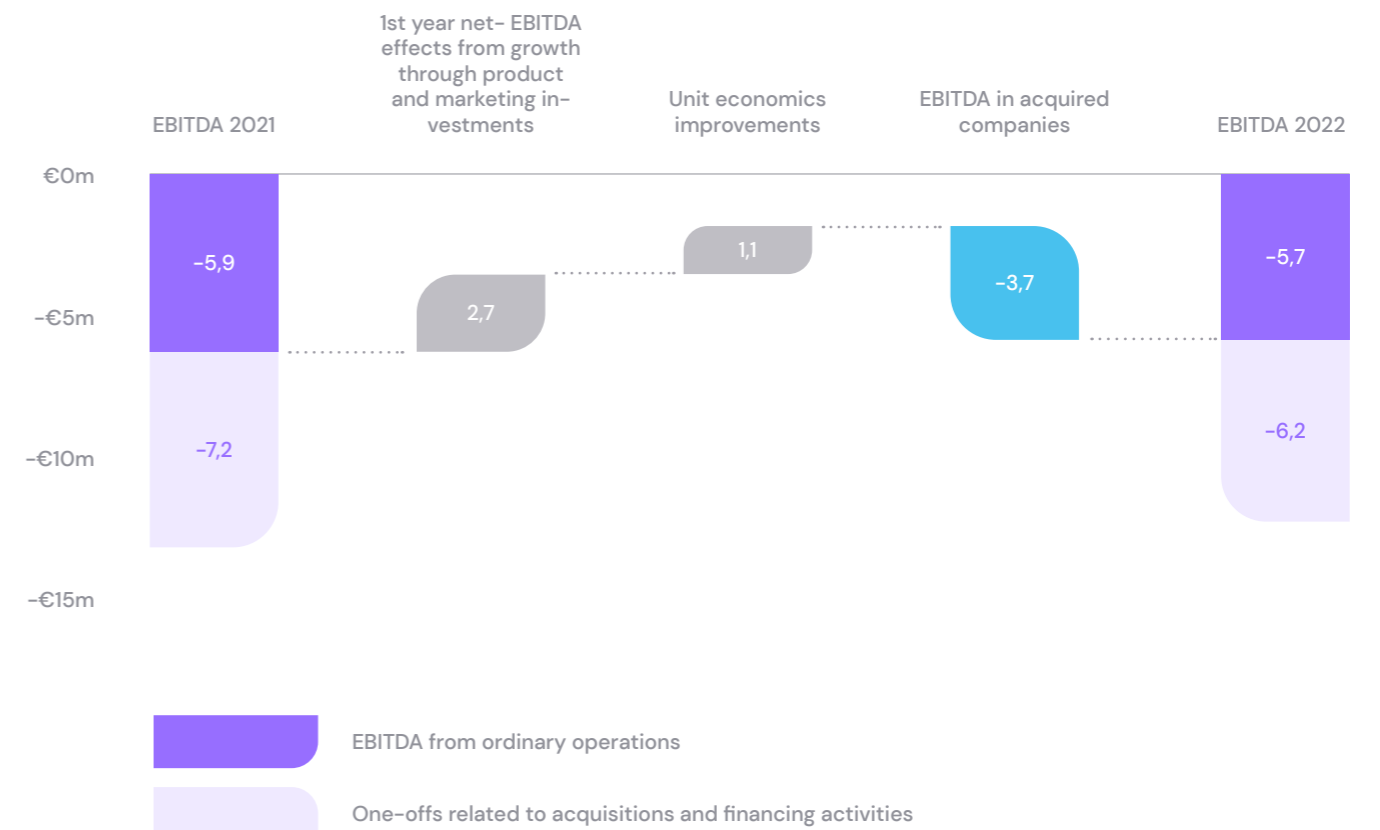 1st year net- EBITDA
effects from growth
through product
and marketing in-
vestments
Unit economics
improvements
EBITDA in acquired
companies
EBITDA 2021
EBITDA 2022
€0m
-5,9
2,7
1,1
-3,7
-5,7
-€5m
-7,2
-6,2
-€10m
-€15m
EBITDA from ordinary operations
One-offs related to acquisitions and financing activities